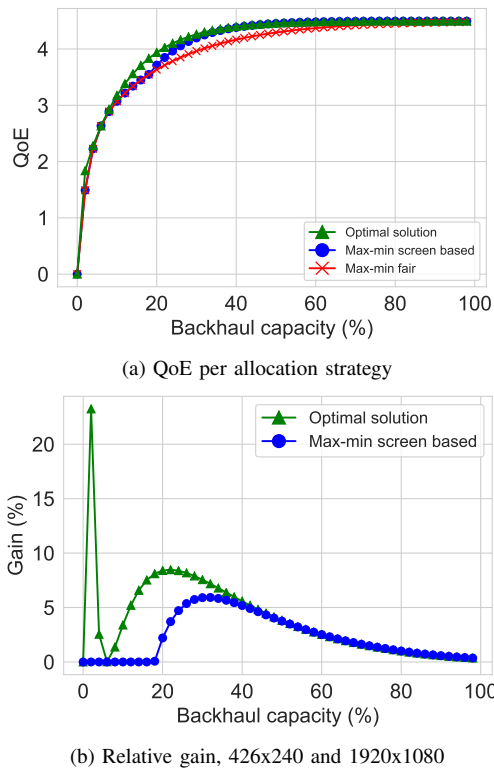 4
3
2
1
0
QoE
Optimal solution
Max-min screen based
Max-min fair
0 20 40 60 80 100
Backhaul capacity (%)
(a) QoE per allocation strategy
Optimal solution
Max-min screen based
20
15
10
5
0
Gain (%)
0 20 40 60 80 100
Backhaul capacity (%)
(b) Relative gain, 426x240 and 1920x1080